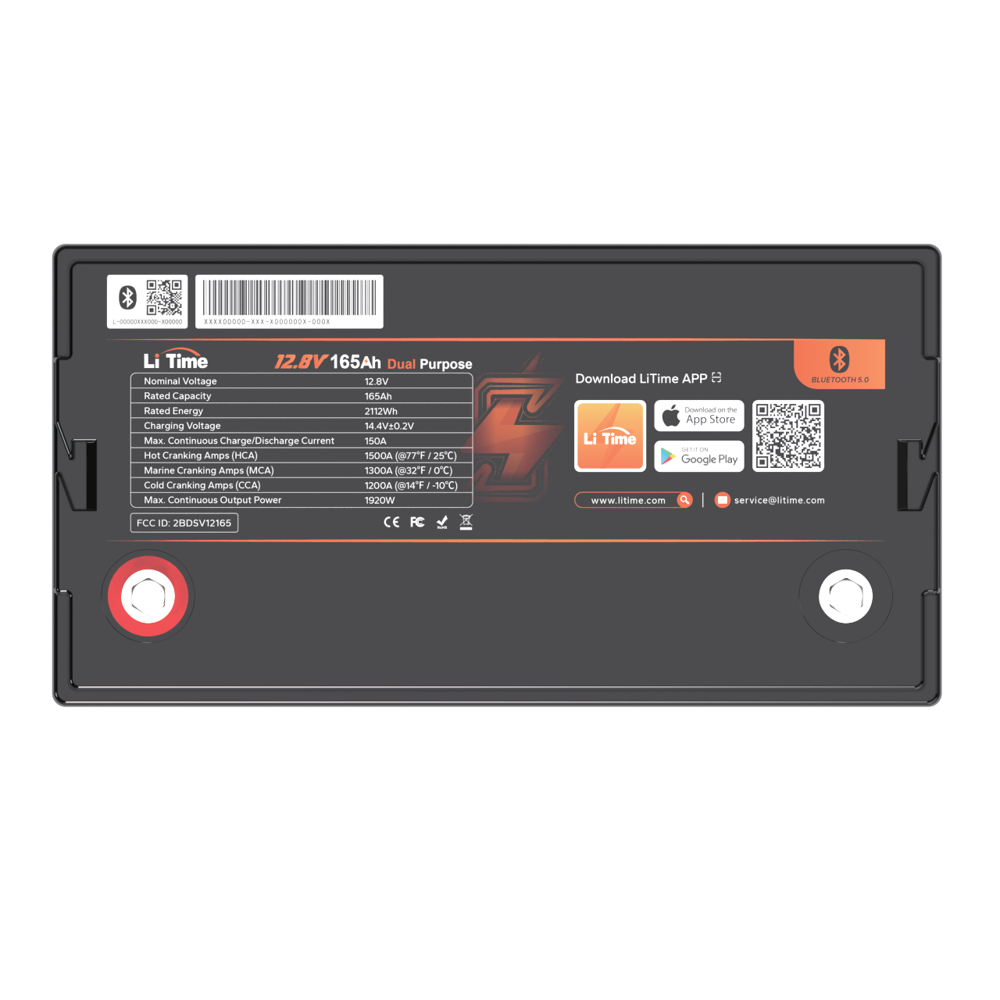 L-00000XXX000-X00000
XXXX00000-XXX-X000000X-000X
Li Time
12.8V 165Ah Dual Purpose
Nominal Voltage 12.8V
Rated Capacity 165Ah
Rated Energy 2112Wh
Charging Voltage 14.4V±0.2V
Max. Continuous Charge/Discharge Current 150A
Hot Cranking Amps (HCA) 1500A (@77°F / 25°C)
Marine Cranking Amps (MCA) 1300A (@32°F / 0°C)
Cold Cranking Amps (CCA) 1200A (@14°F / -10°C)
Max. Continuous Output Power 1920W
FCC ID: 2BDSV12165
CE FC RoHS
BLUETOOTH 5.0
Download LiTime APP
Li Time
Download on the
App Store
GET IT ON
Google Play
www.litime.com | service@litime.com